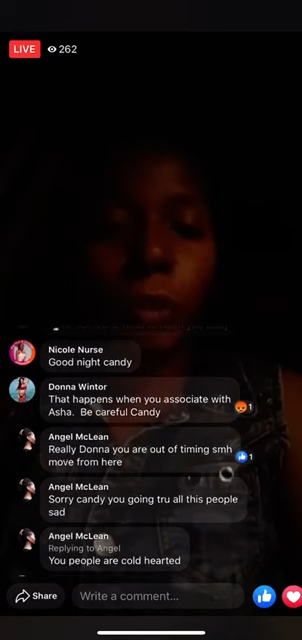 LIVE 262
Nicole Nurse
Good night candy
Donna Wintor
That happens when you associate with
Asha. Be careful Candy
1
Angel McLean
Really Donna you are out of timing smh
move from here
1
Angel McLean
Sorry candy you going tru all this people
sad
Angel McLean
Replying to Angel
You people are cold hearted
Share
Write a comment...